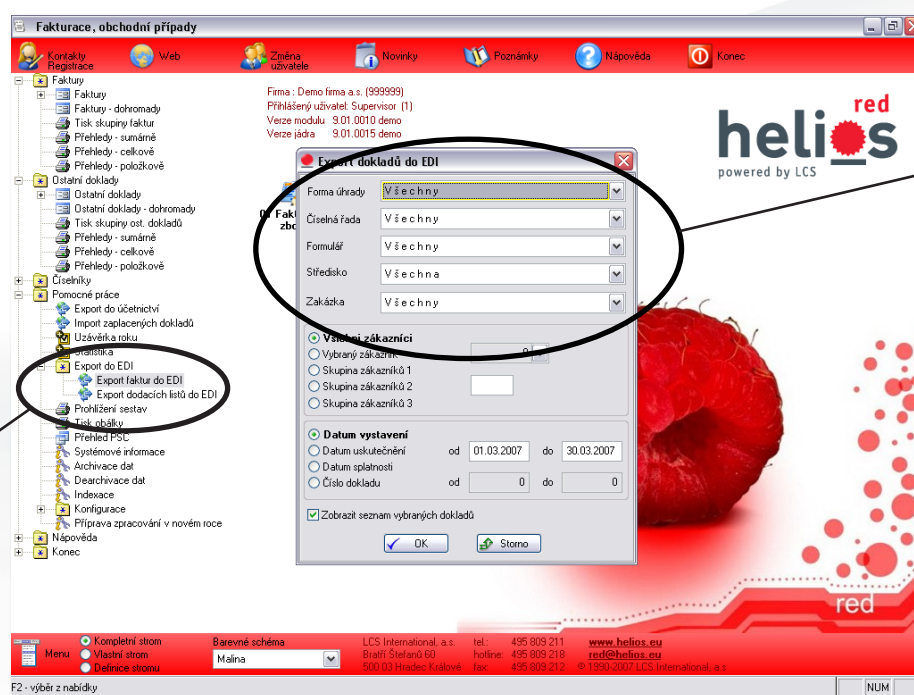 Fakturace, obchodní případy
Kontakty
Registrace
Web
Změna
uživatele
Novinky
Poznámky
Nápověda
Konec
Faktury
Faktury
Faktury - dohromady
Tisk skupiny faktur
Přehledy - sumárně
Přehledy - celkově
Přehledy - položkově
Ostatní doklady
Ostatní doklady
Ostatní doklady - dohromady
Tisk skupiny ost. dokladů
Přehledy - sumárně
Přehledy - celkově
Přehledy - položkově
Číselníky
Pomocné práce
Export do účetnictví
Import zaplacených dokladů
Uzávěrka roku
Statistika
Export do EDI
Export faktur do EDI
Export dodacích listů do EDI
Prohlížení sestav
Tisk obálky
Přehled PSČ
Systémové informace
Archivace dat
Dearchivace dat
Indexace
Konfigurace
Příprava zpracování v novém roce
Nápověda
Konec
Firma : Demo firma a.s. (999999)
Přihlášený uživatel: Supervisor (1)
Verze modulu 9.01.0010 demo
Verze jádra 9.01.0015 demo
red
helios
powered by LCS
Export dokladů do EDI
Forma úhrady Všechny
Číselná řada Všechny
Formulář Všechny
Středisko Všechna
Zakázka Všechny
Všichni zákazníci
Vybraný zákazník 0
Skupina zákazníků 1
Skupina zákazníků 2
Skupina zákazníků 3
Datum vystavení
Datum uskutečnění od 01.03.2007 do 30.03.2007
Datum splatnosti
Číslo dokladu od 0 do 0
Zobrazit seznam vybraných dokladů
OK Storno
red
Menu
Kompletní strom
Vlastní strom
Definice stromu
Barevné schéma
Malina
LCS International, a.s. tel.: 495 809 211 www.helios.eu
Bratří Štefanů 60 hotline: 495 809 218 red@helios.eu
500 03 Hradec Králové fax: 495 809 212 © 1990-2007 LCS International, a.s
F2 - výběr z nabídky
NUM